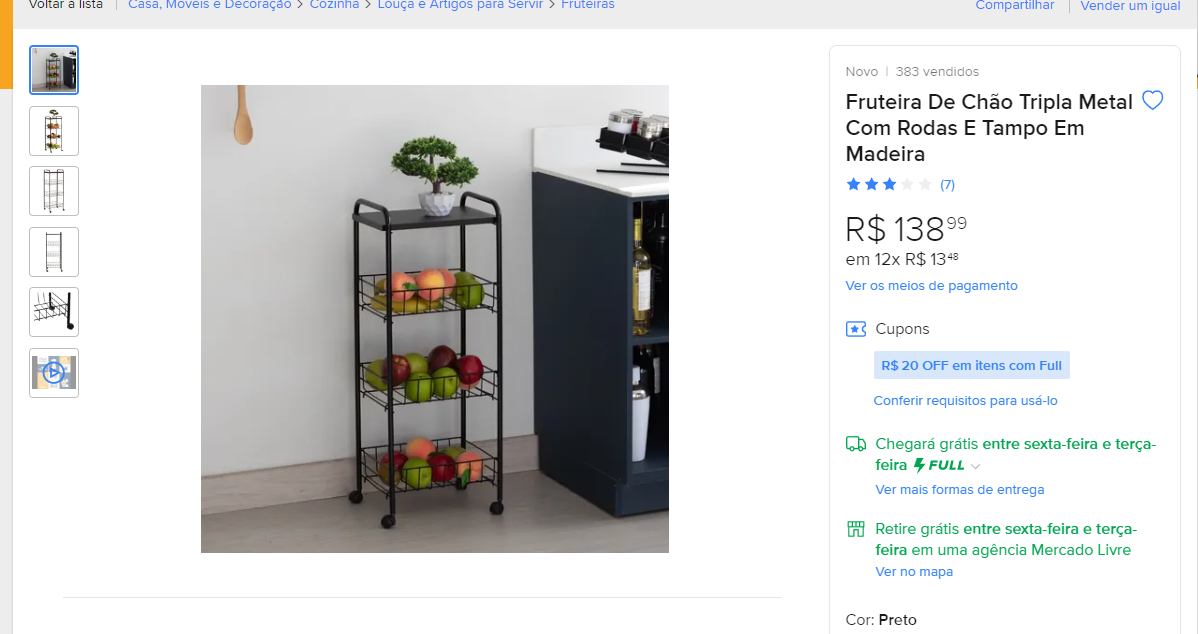 Voltar à lista | Casa, Móveis e Decoração > Cozinha > Louça e Artigos para Servir > Fruteiras
Compartilhar | Vender um igual
Novo | 383 vendidos
Fruteira De Chão Tripla Metal
Com Rodas E Tampo Em
Madeira
(7)
R$ 138 99
em 12x R$ 13 48
Ver os meios de pagamento
Cupons
R$ 20 OFF em itens com Full
Conferir requisitos para usá-lo
Chegará grátis entre sexta-feira e terça-
feira FULL
Ver mais formas de entrega
Retire grátis entre sexta-feira e terça-
feira em uma agência Mercado Livre
Ver no mapa
Cor: Preto